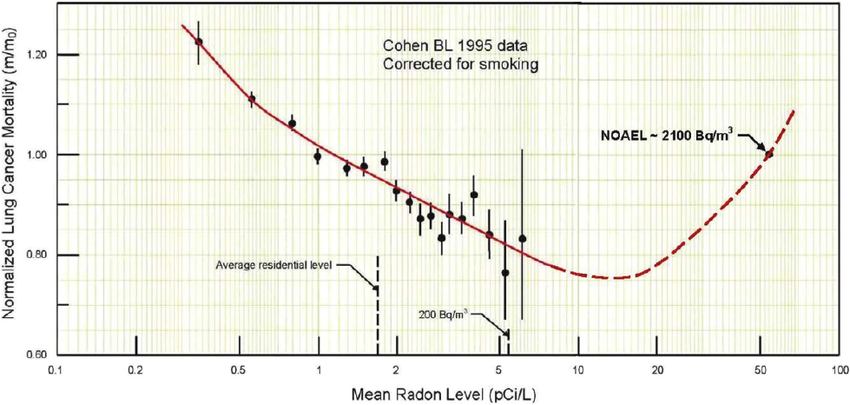 Normalized Lung Cancer Mortality (m/m0)
1.20
1.00
0.80
0.60
Cohen BL 1995 data
Corrected for smoking
NOAEL ~ 2100 Bq/m³
Average residential level
200 Bq/m³
0.1 0.2 0.5 1 2 5 10 20 50 100
Mean Radon Level (pCi/L)